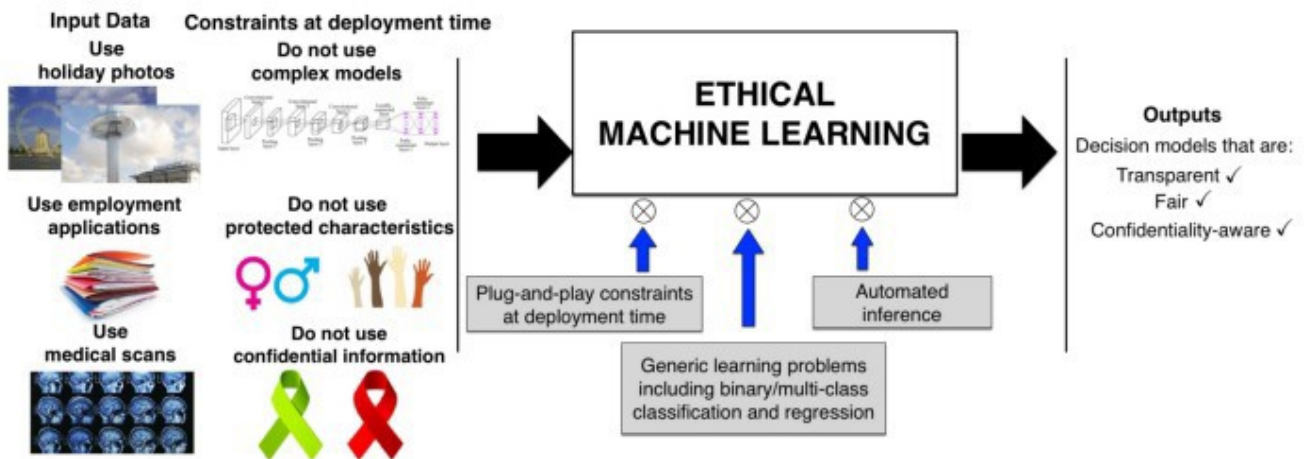 Input Data
Constraints at deployment time
Use
holiday photos
Do not use
complex models
Use employment
applications
Do not use
protected characteristics
Use
medical scans
Do not use
confidential information
ETHICAL
MACHINE LEARNING
Plug-and-play constraints
at deployment time
Generic learning problems
including binary/multi-class
classification and regression
Automated
inference
Outputs
Decision models that are:
Transparent ✓
Fair ✓
Confidentiality-aware ✓